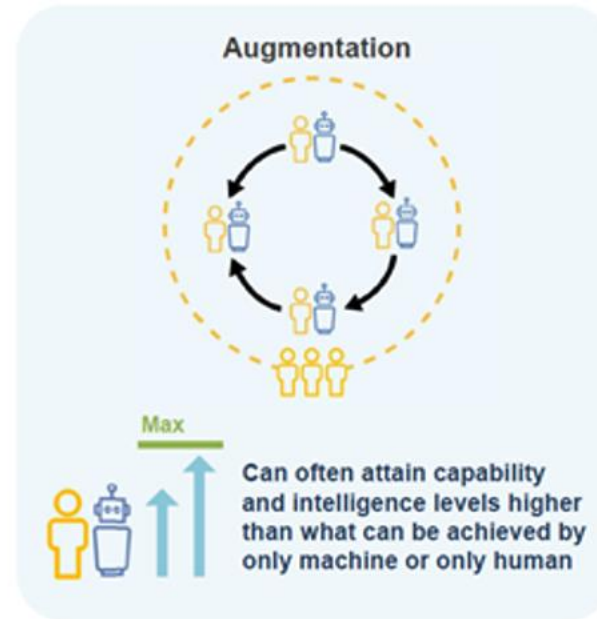 Augmentation
Max
Can often attain capability
and intelligence levels higher
than what can be achieved by
only machine or only human